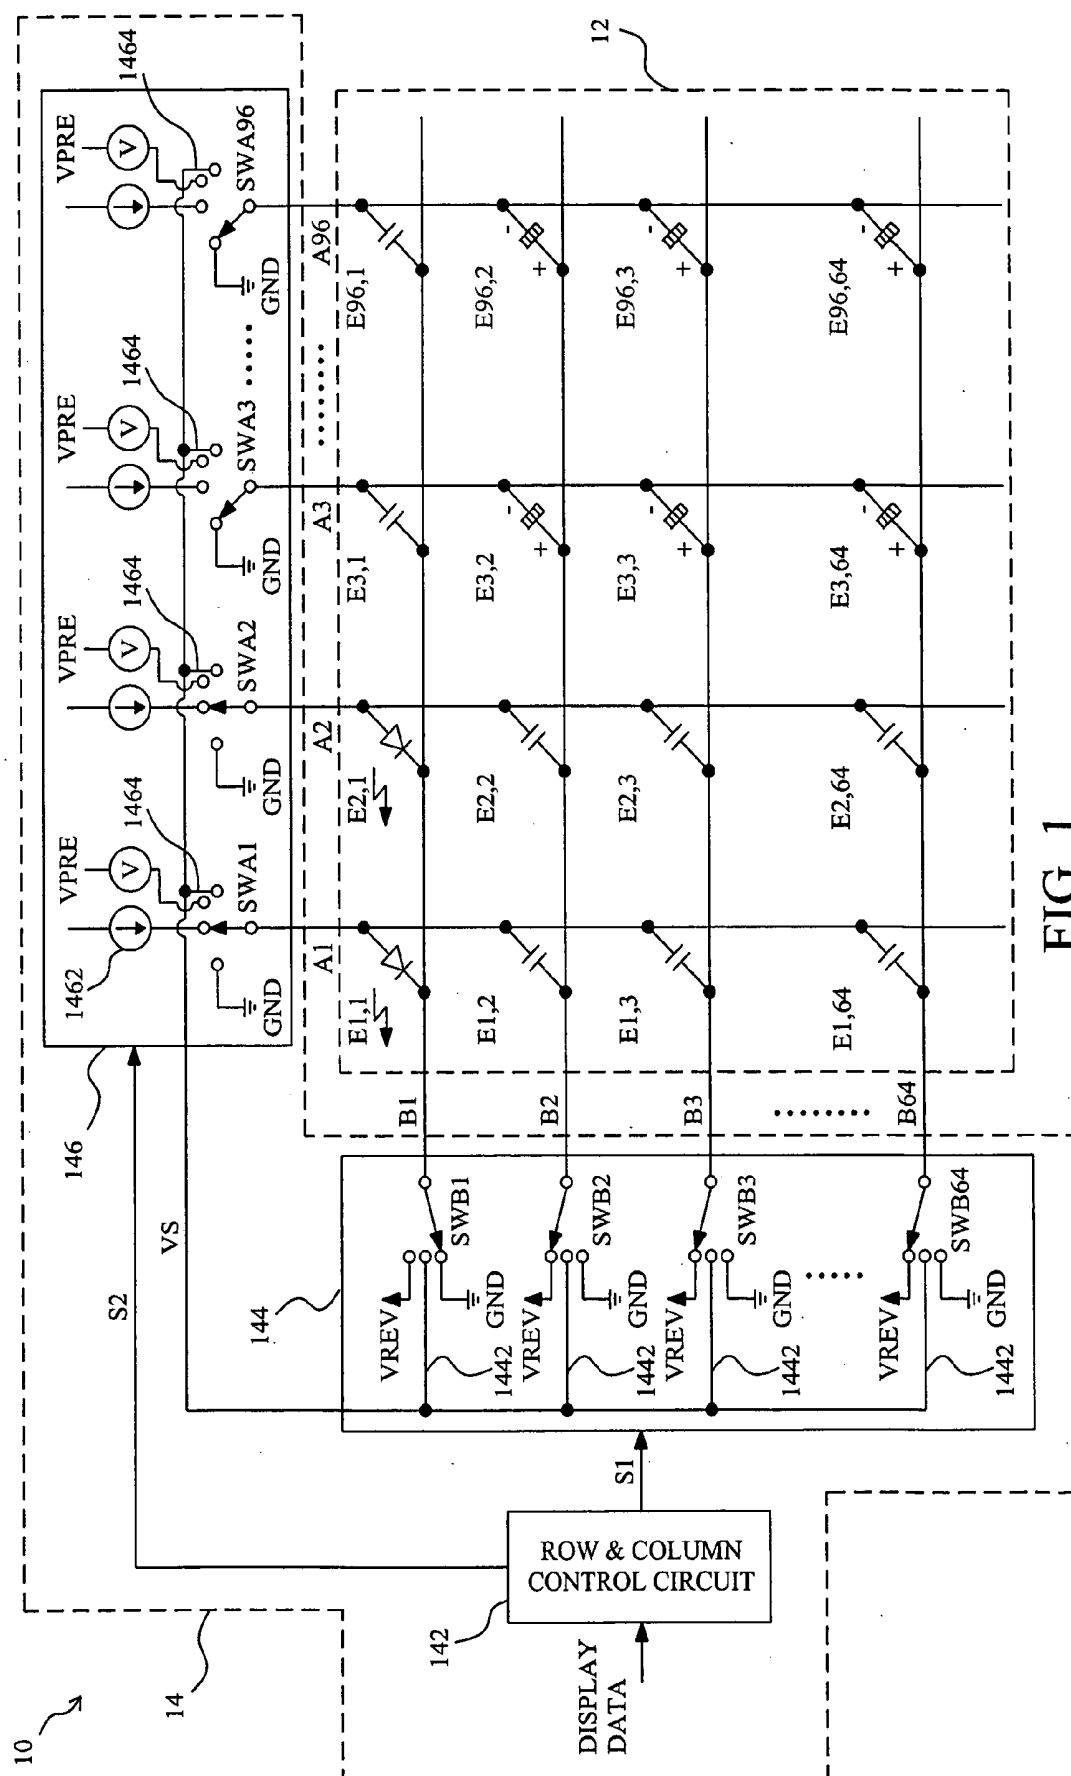 10
14
S2
146
VS
1462
VPRE
V
1464
SWA1
GND
VPRE
V
1464
SWA2
GND
VPRE
V
1464
SWA3
GND
VPRE
V
1464
SWA96
GND
12
A1
A2
A3
A96
E1,1
E2,1
E3,1
E96,1
E1,2
E2,2
E3,2
- +
E96,2
- +
E1,3
E2,3
E3,3
- +
E96,3
- +
E1,64
E2,64
E3,64
- +
E96,64
- +
B1
B2
B3
B64
144
VREV
SWB1
GND
1442
VREV
SWB2
GND
1442
VREV
SWB3
GND
1442
VREV
SWB64
GND
1442
S1
ROW & COLUMN
CONTROL CIRCUIT
142
DISPLAY
DATA
FIG. 1